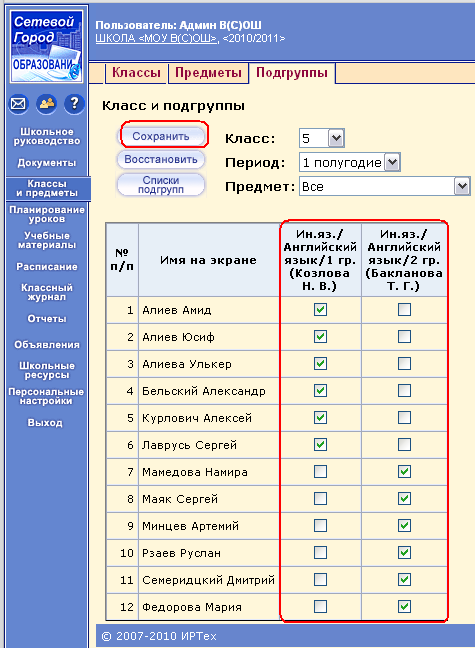 Сетевой
Город
ОБРАЗОВАНИ
Пользователь: Админ В(С)ОШ
ШКОЛА <МОУ В(С)ОШ>, <2010/2011>
Классы
Предметы
Подгруппы
?
Школьное
руководство
Документы
Классы
и предметы
Планирование
уроков
Учебные
материалы
Расписание
Классный
журнал
Отчеты
Объявления
Школьные
ресурсы
Персональные
настройки
Выход
Класс и подгруппы
Сохранить
Восстановить
Списки
подгрупп
Класс: 5
Период: 1 полугодие
Предмет: Все
№
п/п
Имя на экране
Ин.яз./
Английский
язык/1 гр.
(Козлова
Н. В.)
Ин.яз./
Английский
язык/2 гр.
(Бакланова
Т. Г.)
1 Алиев Амид
2 Алиев Юсиф
3 Алиева Улькер
4 Бельский Александр
5 Курлович Алексей
6 Лаврусь Сергей
7 Мамедова Намира
8 Маяк Сергей
9 Минцев Артемий
10 Рзаев Руслан
11 Семеридцкий Дмитрий
12 Федорова Мария
© 2007-2010 ИРТех